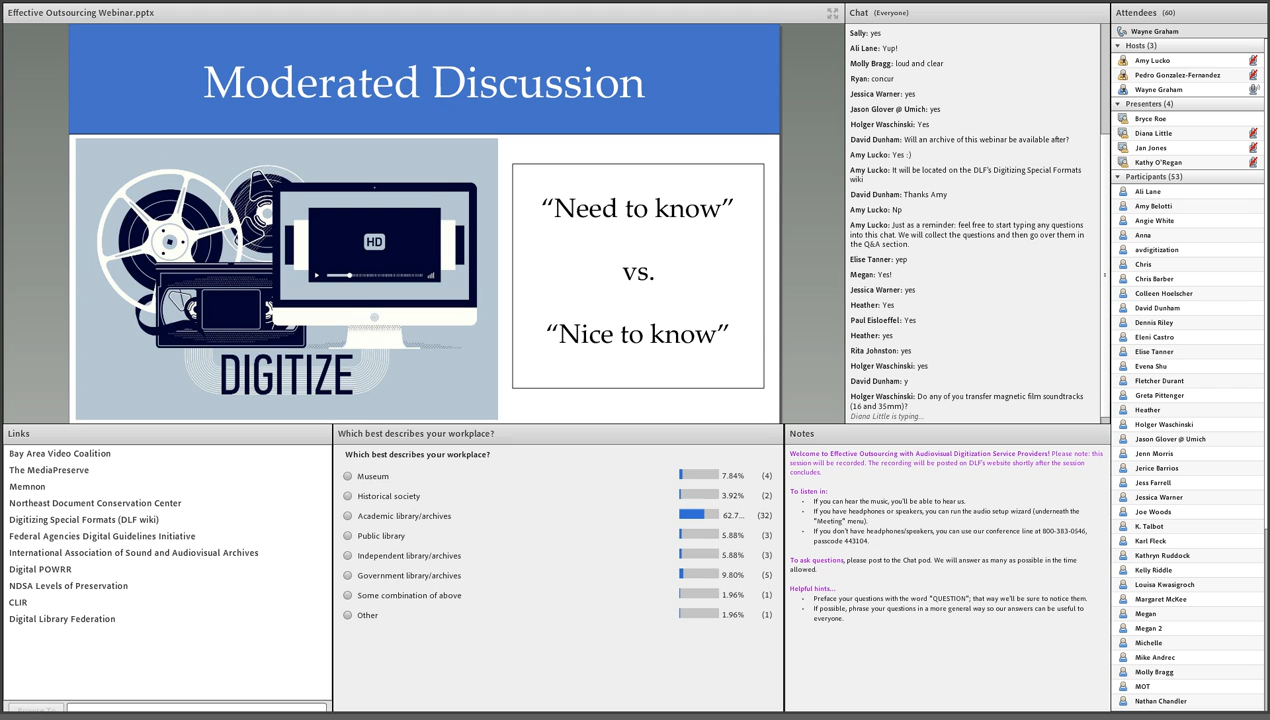 Effective Outsourcing Webinar.pptx
Moderated Discussion
HD
DIGITIZE
“Need to know”
vs.
“Nice to know”
Chat (Everyone)
Sally: yes
Ali Lane: Yup!
Molly Bragg: loud and clear
Ryan: concur
Jessica Warner: yes
Jason Glover @ Umich: yes
Holger Waschinski: Yes
David Dunham: Will an archive of this webinar be available after?
Amy Lucko: Yes :)
Amy Lucko: It will be located on the DLF's Digitizing Special Formats
wiki
David Dunham: Thanks Amy
Amy Lucko: Np
Amy Lucko: Just as a reminder: feel free to start typing any questions
into this chat. We will collect the questions and then go over them in
the Q&A section.
Elise Tanner: yep
Megan: Yes!
Jessica Warner: yes
Heather: Yes
Paul Eisloeffel: Yes
Heather: yes
Rita Johnston: yes
Holger Waschinski: yes
David Dunham: y
Holger Waschinski: Do any of you transfer magnetic film soundtracks
(16 and 35mm)?
Diana Little is typing...
Attendees (60)
Wayne Graham
Hosts (3)
Amy Lucko
Pedro Gonzalez-Fernandez
Wayne Graham
Presenters (4)
Bryce Roe
Diana Little
Jan Jones
Kathy O'Regan
Participants (53)
Ali Lane
Amy Belotti
Angie White
Anna
avdigitization
Chris
Chris Barber
Colleen Hoelscher
David Dunham
Dennis Riley
Eleni Castro
Elise Tanner
Evena Shu
Fletcher Durant
Greta Pittenger
Heather
Holger Waschinski
Jason Glover @ Umich
Jenn Morris
Jerice Barrios
Jess Farrell
Jessica Warner
Joe Woods
K. Talbot
Karl Fleck
Kathryn Ruddock
Kelly Riddle
Louisa Kwasigroch
Margaret McKee
Megan
Megan 2
Michelle
Mike Andrec
Molly Bragg
MOT
Nathan Chandler
Links
Bay Area Video Coalition
The MediaPreserve
Memnon
Northeast Document Conservation Center
Digitizing Special Formats (DLF wiki)
Federal Agencies Digital Guidelines Initiative
International Association of Sound and Audiovisual Archives
Digital POWRR
NDSA Levels of Preservation
CLIR
Digital Library Federation
Browse To
Which best describes your workplace?
Which best describes your workplace?
Museum 7.84% (4)
Historical society 3.92% (2)
Academic library/archives 62.7... (32)
Public library 5.88% (3)
Independent library/archives 5.88% (3)
Government library/archives 9.80% (5)
Some combination of above 1.96% (1)
Other 1.96% (1)
Notes
Welcome to Effective Outsourcing with Audiovisual Digitization Service Providers! Please note: this
session will be recorded. The recording will be posted on DLF's website shortly after the session
concludes.
To listen in:
• If you can hear the music, you'll be able to hear us.
• If you have headphones or speakers, you can run the audio setup wizard (underneath the
"Meeting" menu).
• If you don't have headphones/speakers, you can use our conference line at 800-383-0546,
passcode 443104.
To ask questions, please post to the Chat pod. We will answer as many as possible in the time
allowed.
Helpful hints...
• Preface your questions with the word "QUESTION"; that way we'll be sure to notice them.
• If possible, phrase your questions in a more general way so our answers can be useful to
everyone.